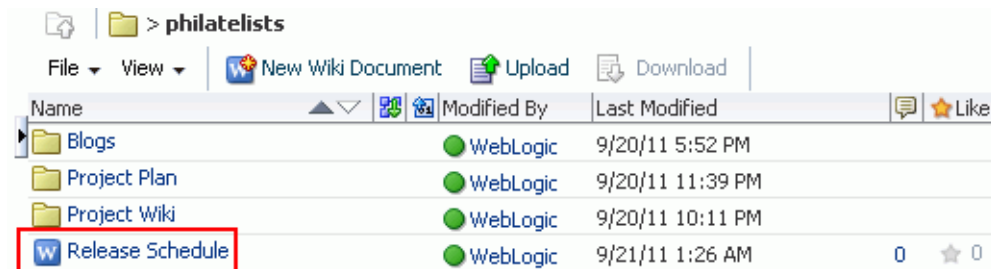 > philatelists
File View New Wiki Document Upload Download
Name Modified By Last Modified Like
Blogs WebLogic 9/20/11 5:52 PM
Project Plan WebLogic 9/20/11 11:39 PM
Project Wiki WebLogic 9/20/11 10:11 PM
W Release Schedule WebLogic 9/21/11 1:26 AM 0 0